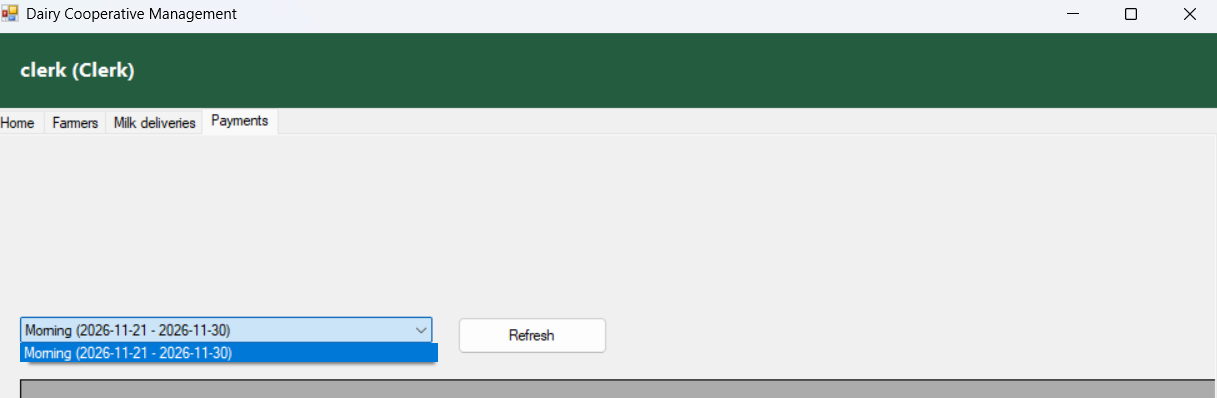 Dairy Cooperative Management
clerk (Clerk)
Home Farmers Milk deliveries Payments
Morning (2026-11-21 - 2026-11-30) Refresh
Morning (2026-11-21 - 2026-11-30)